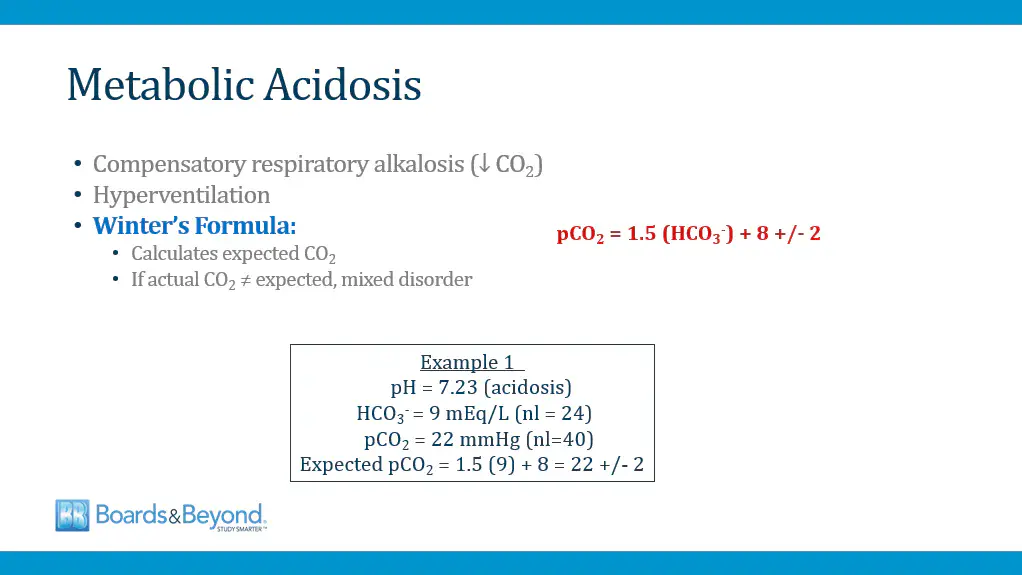 Metabolic Acidosis
• Compensatory respiratory alkalosis (↓ CO₂)
• Hyperventilation
• Winter’s Formula:
pCO₂ = 1.5 (HCO₃⁻) + 8 +/- 2
• Calculates expected CO₂
• If actual CO₂ ≠ expected, mixed disorder
Example 1
pH = 7.23 (acidosis)
HCO₃⁻ = 9 mEq/L (nl = 24)
pCO₂ = 22 mmHg (nl=40)
Expected pCO₂ = 1.5 (9) + 8 = 22 +/- 2
BB Boards&Beyond.
STUDY SMARTER™